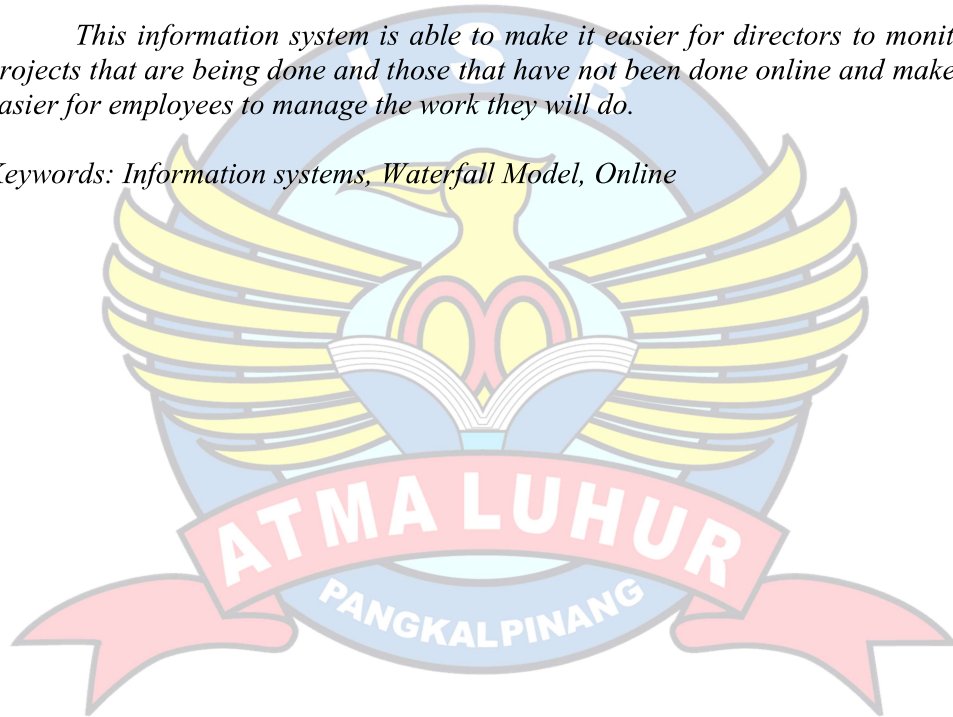 This information system is able to make it easier for directors to monit
rojects that are being done and those that have not been done online and make
asier for employees to manage the work they will do.
Keywords: Information systems, Waterfall Model, Online
I S B
ATMA LUHUR
PANGKALPINANG